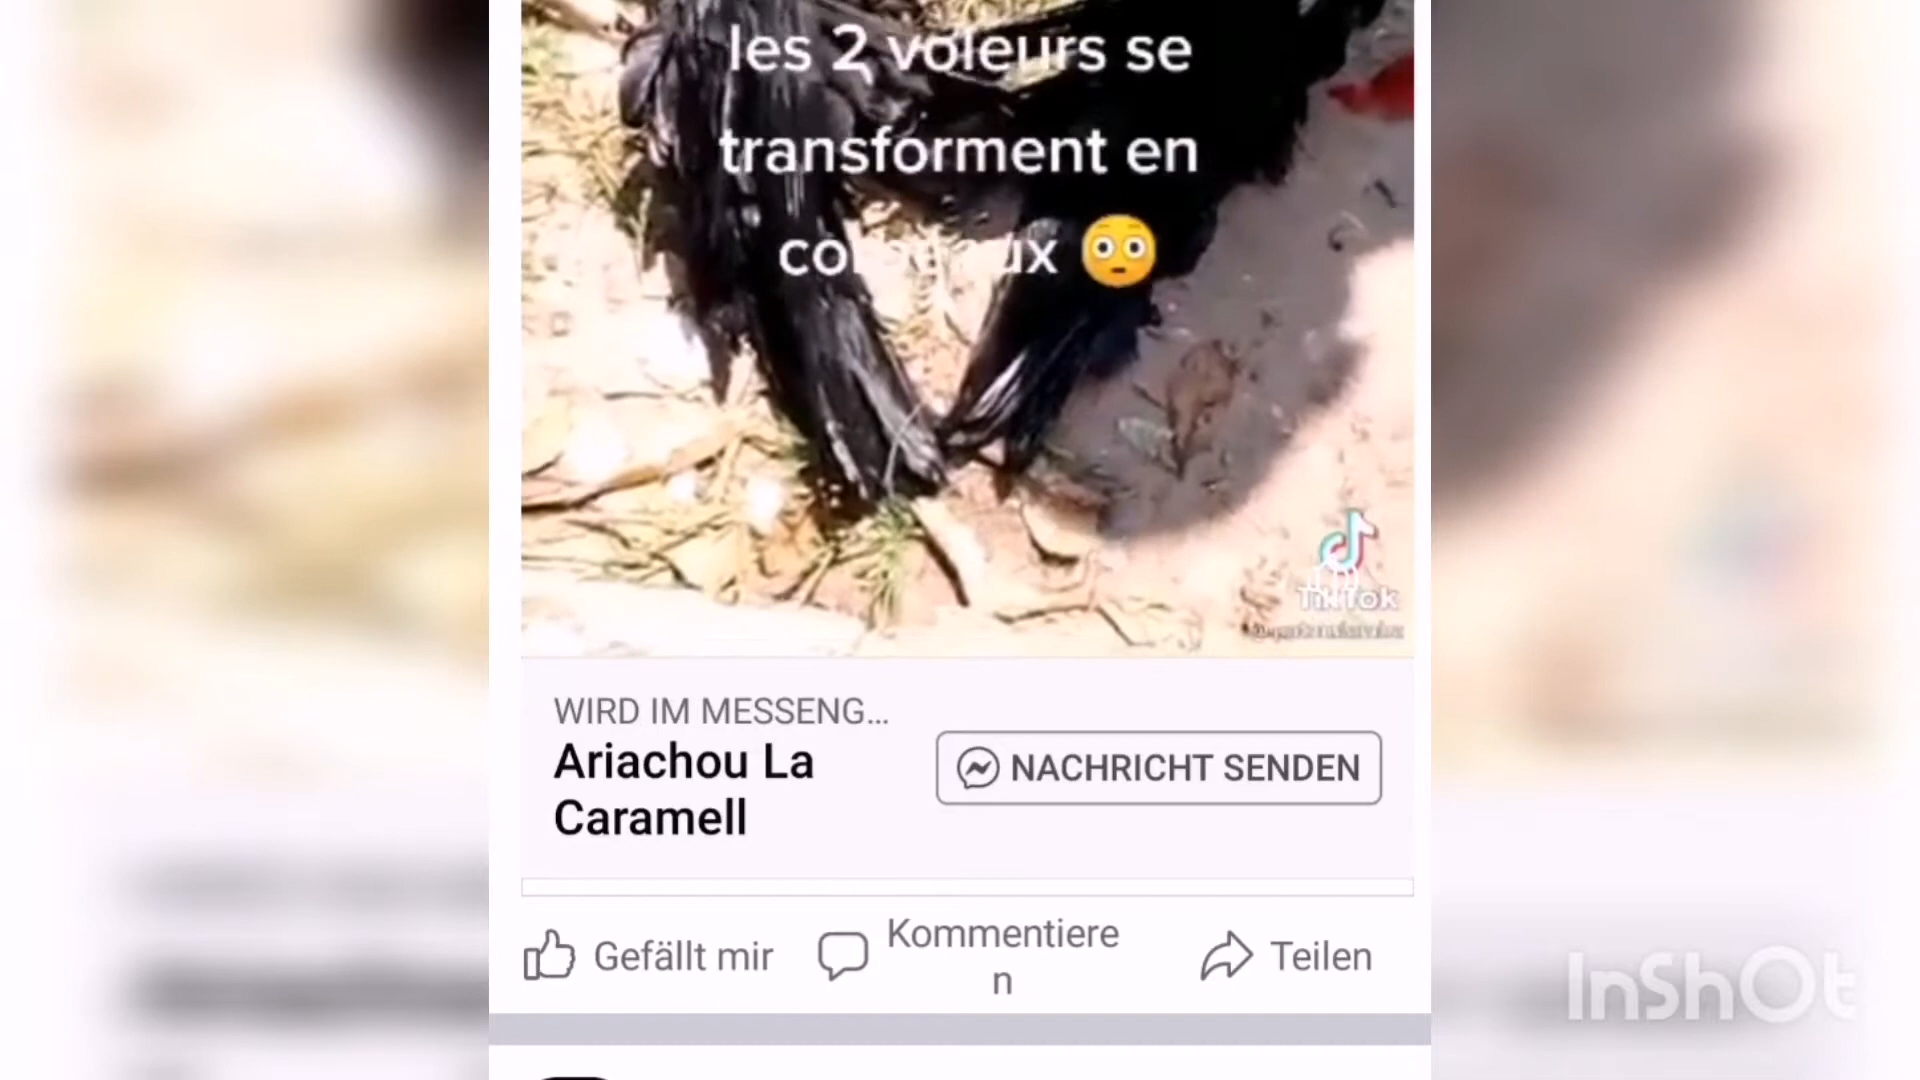 les 2 voleurs se
transforment en
corbeaux 😳
TikTok
WIRD IM MESSENG...
Ariachou La
Caramell
NACHRICHT SENDEN
Gefällt mir
Kommentiere
n
Teilen
InShOt